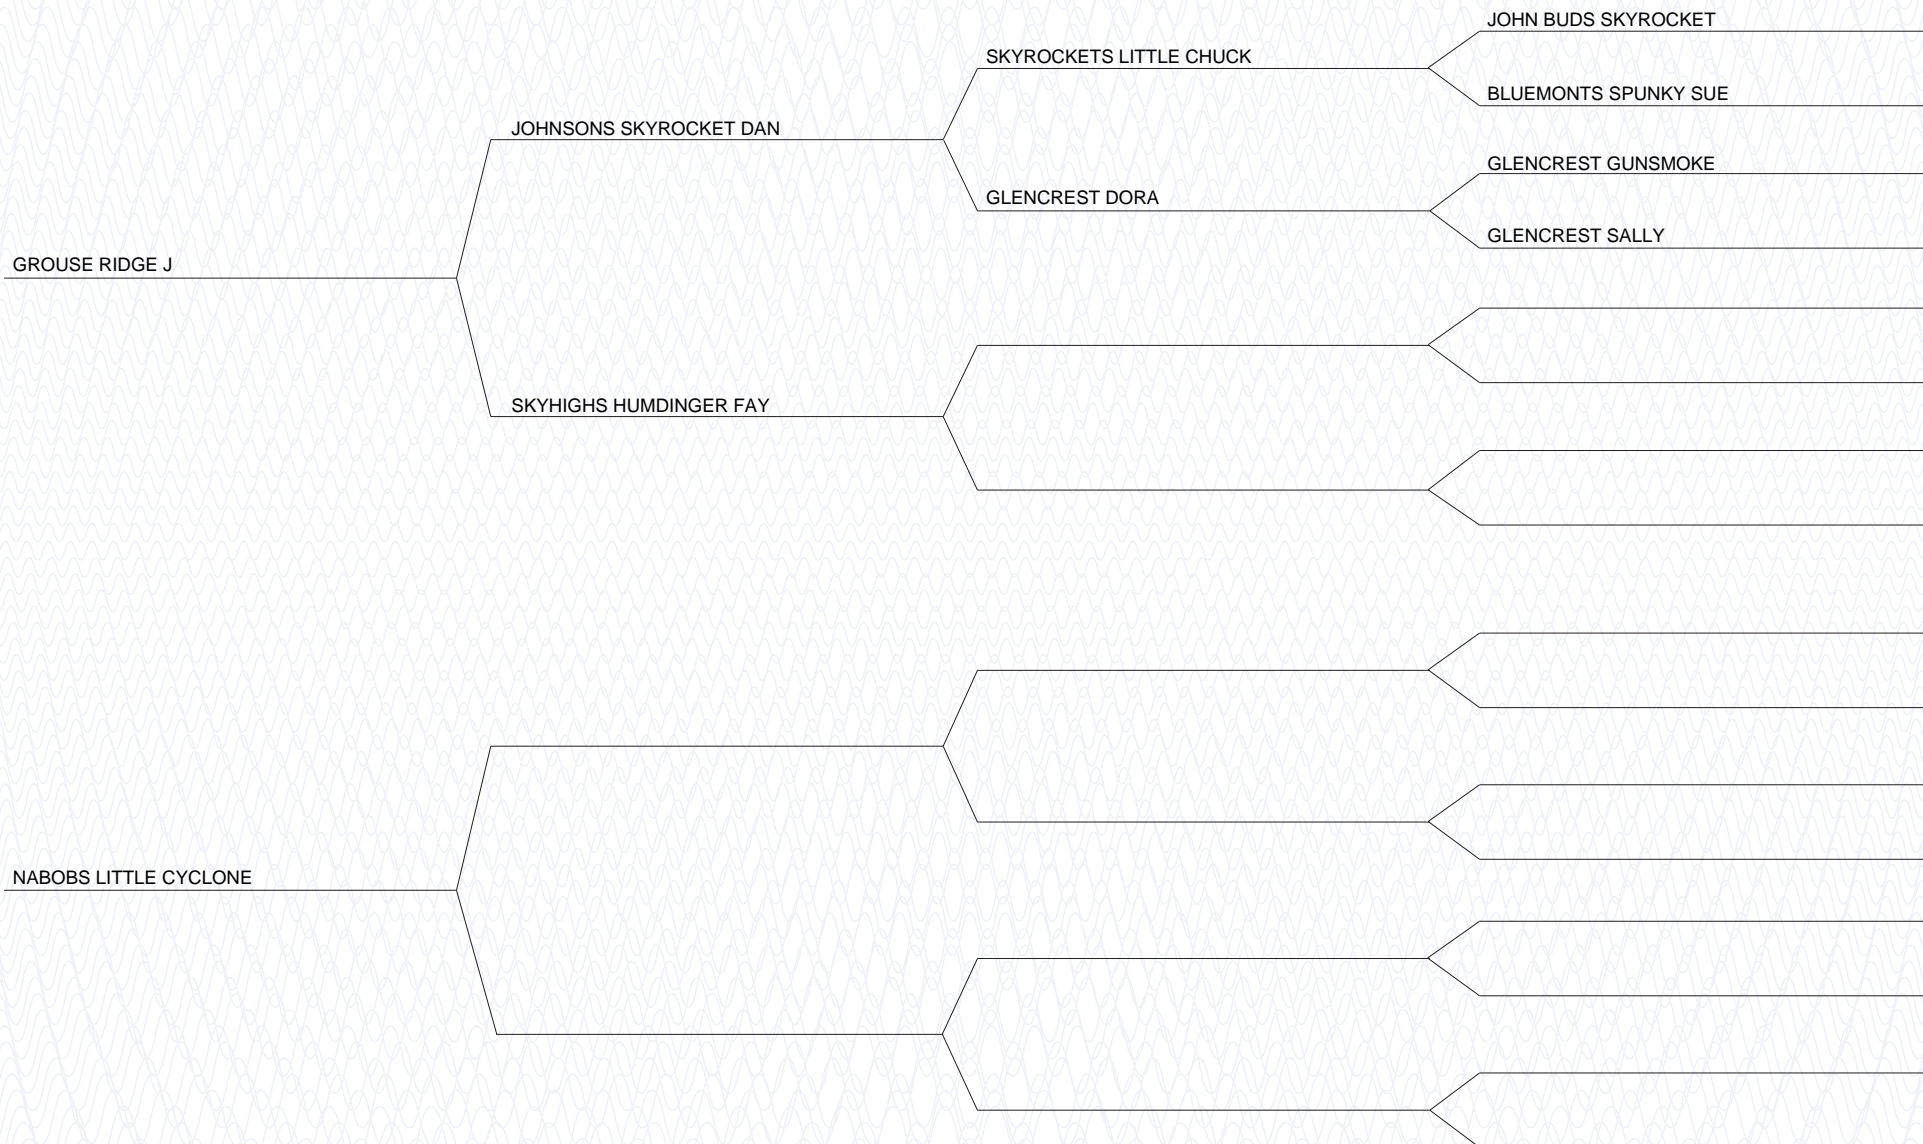 JOHN BUDS SKYROCKET
SKYROCKETS LITTLE CHUCK
BLUEMONTS SPUNKY SUE
JOHNSONS SKYROCKET DAN
GLENCREST GUNSMOKE
GLENCREST DORA
GLENCREST SALLY
GROUSE RIDGE J
SKYHIGHS HUMDINGER FAY
NABOBS LITTLE CYCLONE